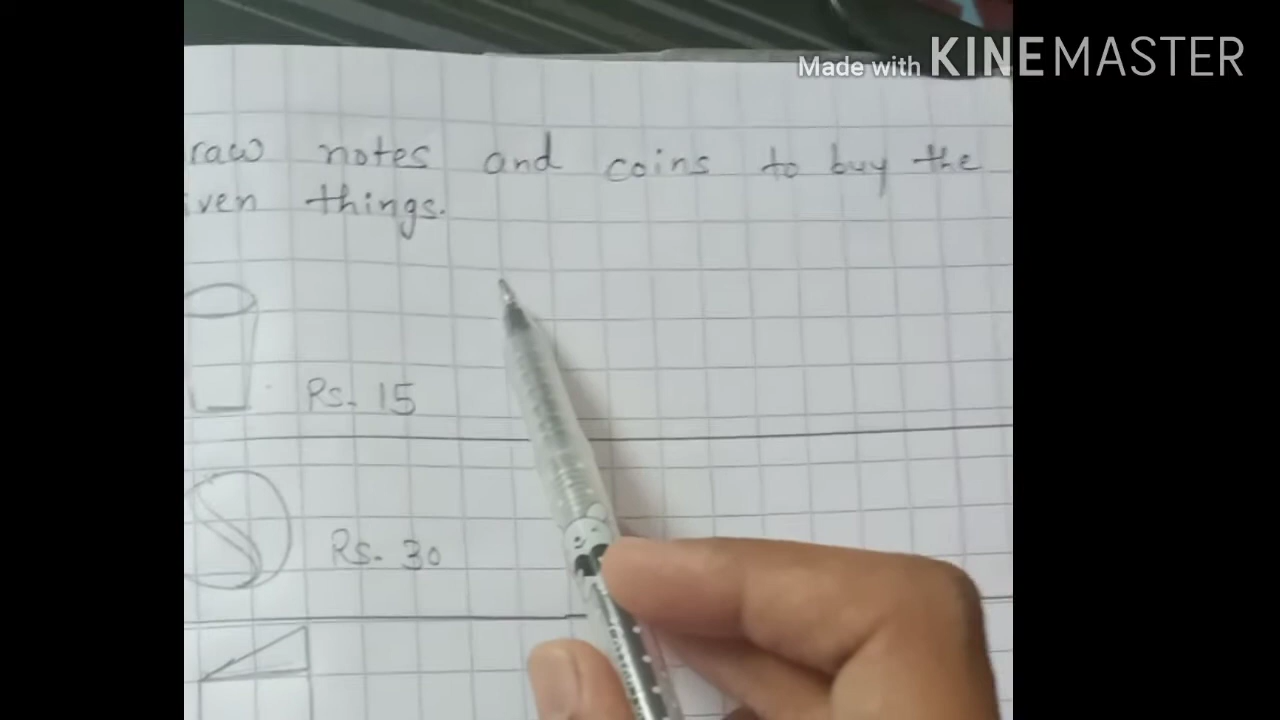 Made with KINEMASTER
raw notes and coins to buy the
iven things.
Rs. 15
Rs. 30